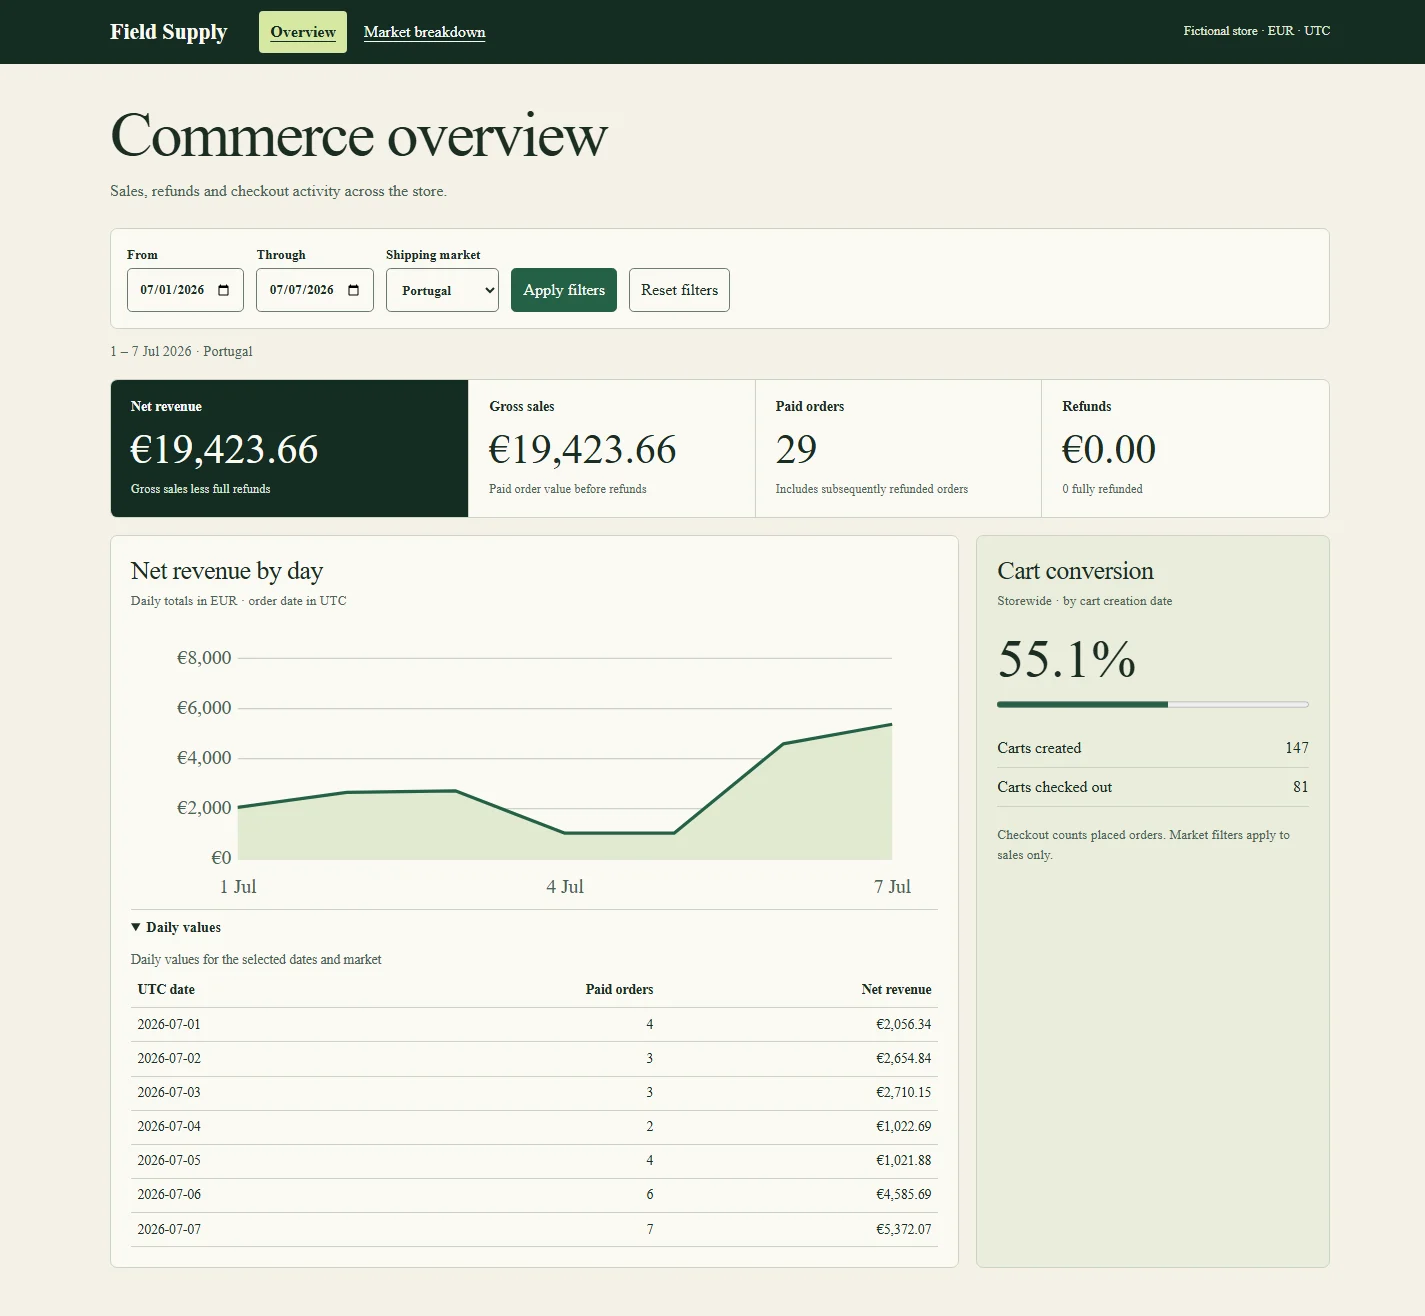 Field Supply Overview Market breakdown Fictional store · EUR · UTC
Commerce overview
Sales, refunds and checkout activity across the store.
From Through Shipping market
07/01/2026 07/07/2026 Portugal Apply filters Reset filters
1 – 7 Jul 2026 · Portugal
Net revenue
€19,423.66
Gross sales less full refunds
Gross sales
€19,423.66
Paid order value before refunds
Paid orders
29
Includes subsequently refunded orders
Refunds
€0.00
0 fully refunded
Net revenue by day
Daily totals in EUR · order date in UTC
€8,000
€6,000
€4,000
€2,000
€0
1 Jul 4 Jul 7 Jul
▼ Daily values
Daily values for the selected dates and market
UTC date Paid orders Net revenue
2026-07-01 4 €2,056.34
2026-07-02 3 €2,654.84
2026-07-03 3 €2,710.15
2026-07-04 2 €1,022.69
2026-07-05 4 €1,021.88
2026-07-06 6 €4,585.69
2026-07-07 7 €5,372.07
Cart conversion
Storewide · by cart creation date
55.1%
Carts created 147
Carts checked out 81
Checkout counts placed orders. Market filters apply to
sales only.